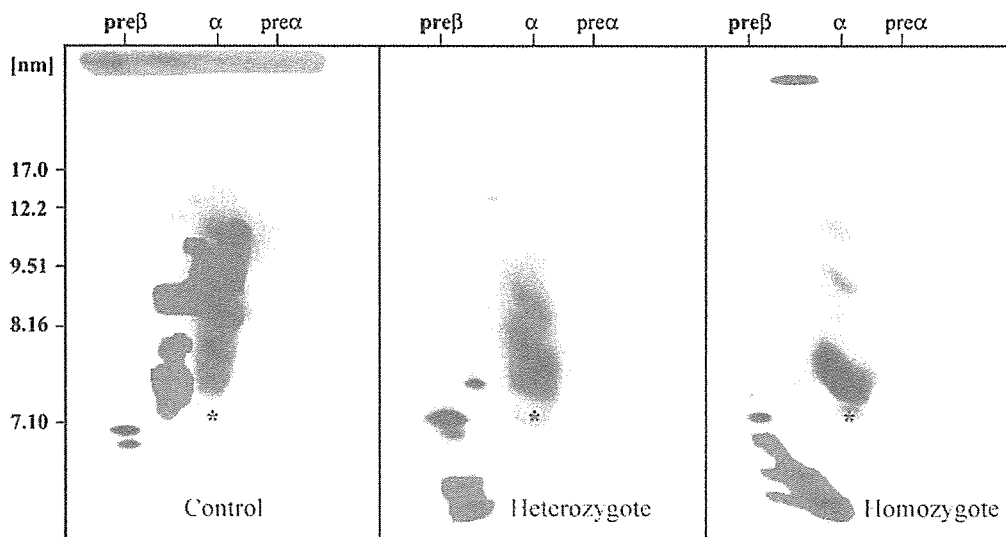 preβ α preα preβ α preα preβ α preα
[nm]
17.0
12.2
9.51
8.16
7.10
* * *
Control Heterozygote Homozygote